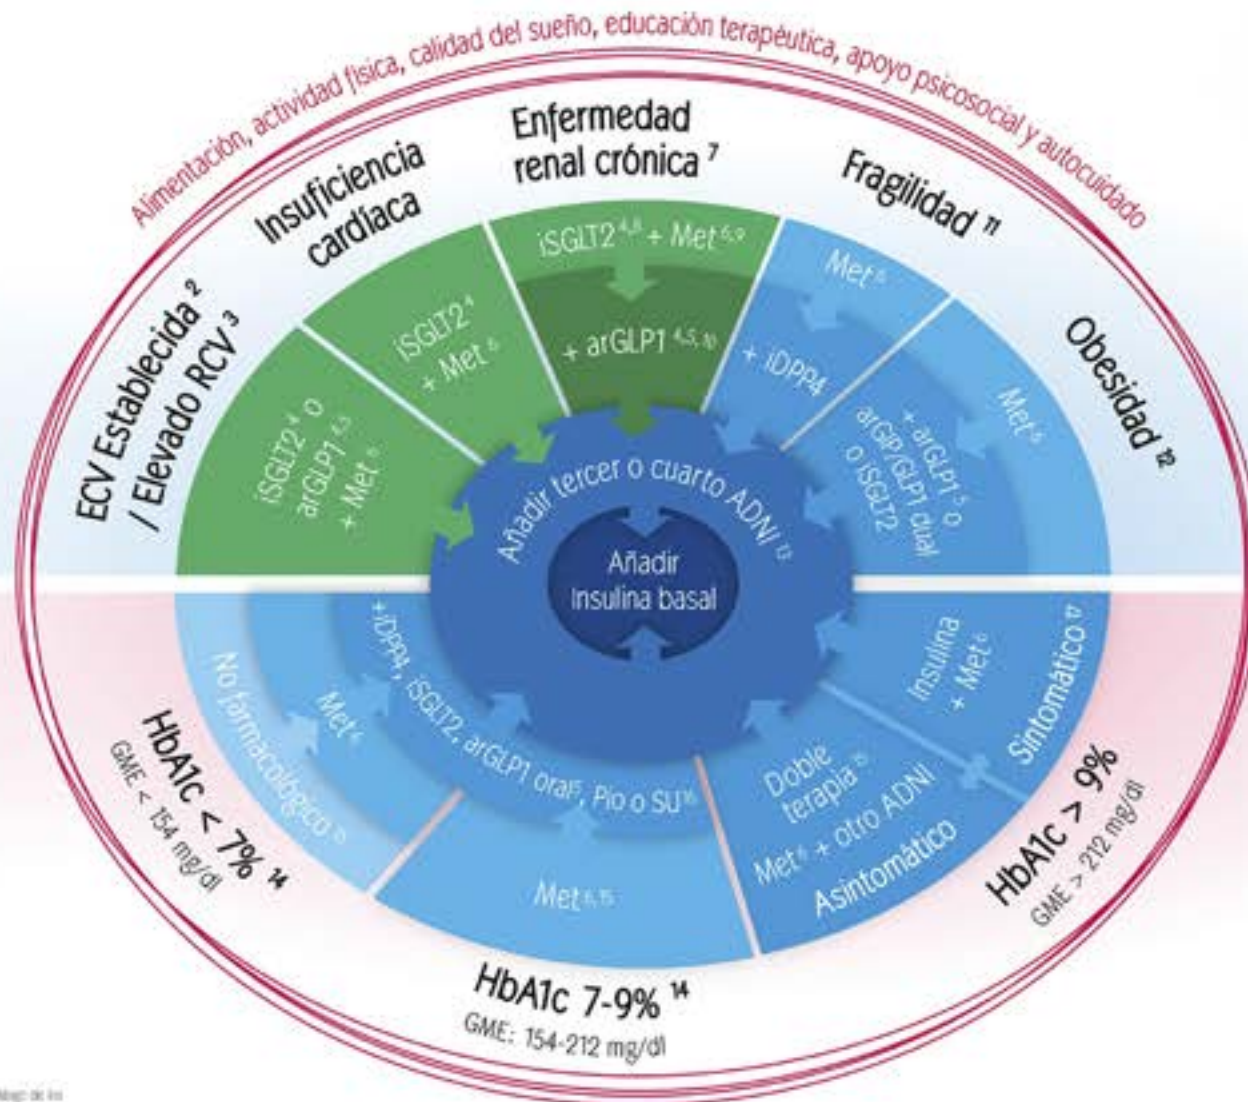 Alimentación, actividad física, calidad del sueño, educación terapéutica, apoyo psicosocial y autocuidado
ECV Establecida ²
/ Elevado RCV ³
Insuficiencia
cardíaca
Enfermedad
renal crónica ⁷
Fragilidad ¹¹
Obesidad ¹²
iSGLT2 ⁴ o
arGLP1 ⁴,⁵
+ Met ⁶
iSGLT2 ⁴
+ Met ⁶
iSGLT2 ⁴,⁸ + Met ⁶,⁹
+ arGLP1 ⁴,⁵,¹⁰
Met ⁶
+ iDPP4
Met ⁶
+ arGLP1 ⁵ o
arGIP/GLP1 dual
o iSGLT2
Añadir tercer o cuarto ADNI ¹³
Añadir
Insulina basal
No farmacológico
Met ⁶
+ iDPP4, iSGLT2, arGLP1 oral⁵, Pio o SU ¹⁶
Met ⁶,¹⁵
Doble
terapia ¹⁵
Met ⁶ + otro ADNI
Asintomático
Insulina
+ Met ⁶
Sintomático ¹⁷
HbA1c < 7% ¹⁴
GME < 154 mg/dl
HbA1c 7-9% ¹⁴
GME: 154-212 mg/dl
HbA1c > 9%
GME > 212 mg/dl